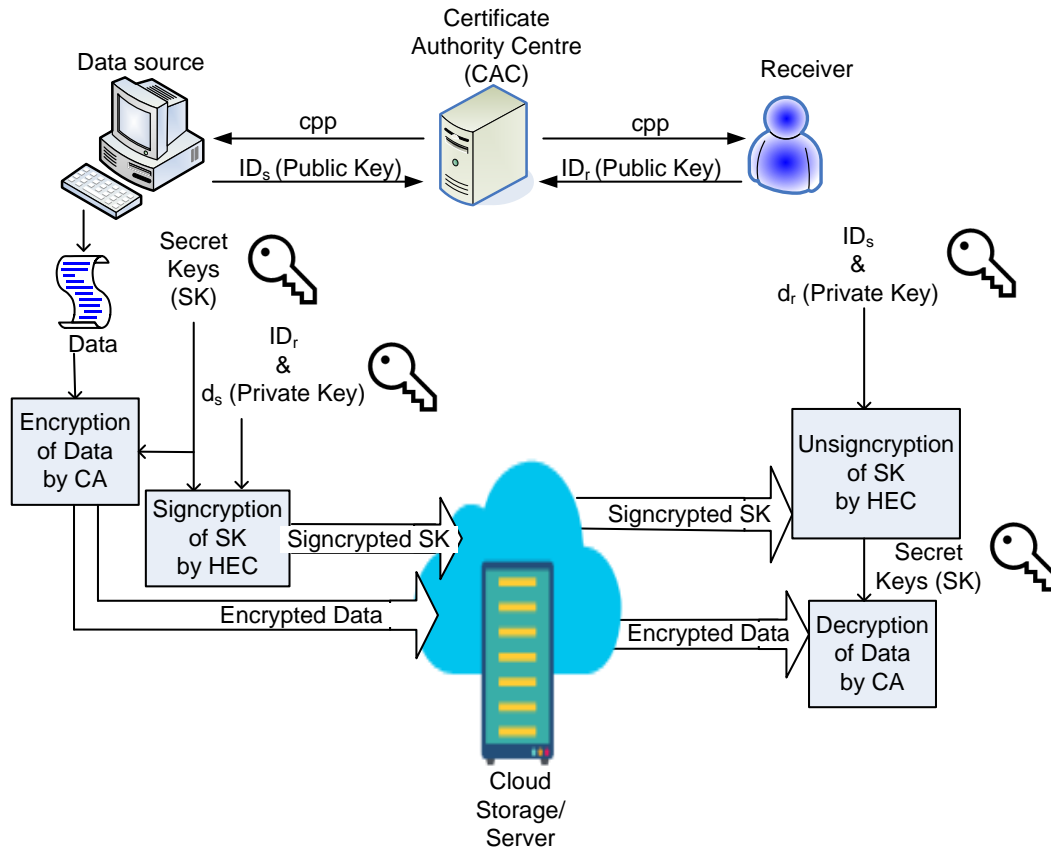 Certificate
Authority Centre
(CAC)
Data source
Receiver
cpp
cpp
IDs (Public Key)
IDr (Public Key)
Secret
Keys
(SK)
IDs
&
dr (Private Key)
Data
IDr
&
ds (Private Key)
Encryption
of Data
by CA
Unsigncryption
of SK
by HEC
Signcryption
of SK
by HEC
Signcrypted SK
Signcrypted SK
Secret
Keys (SK)
Encrypted Data
Encrypted Data
Decryption
of Data
by CA
Cloud
Storage/
Server